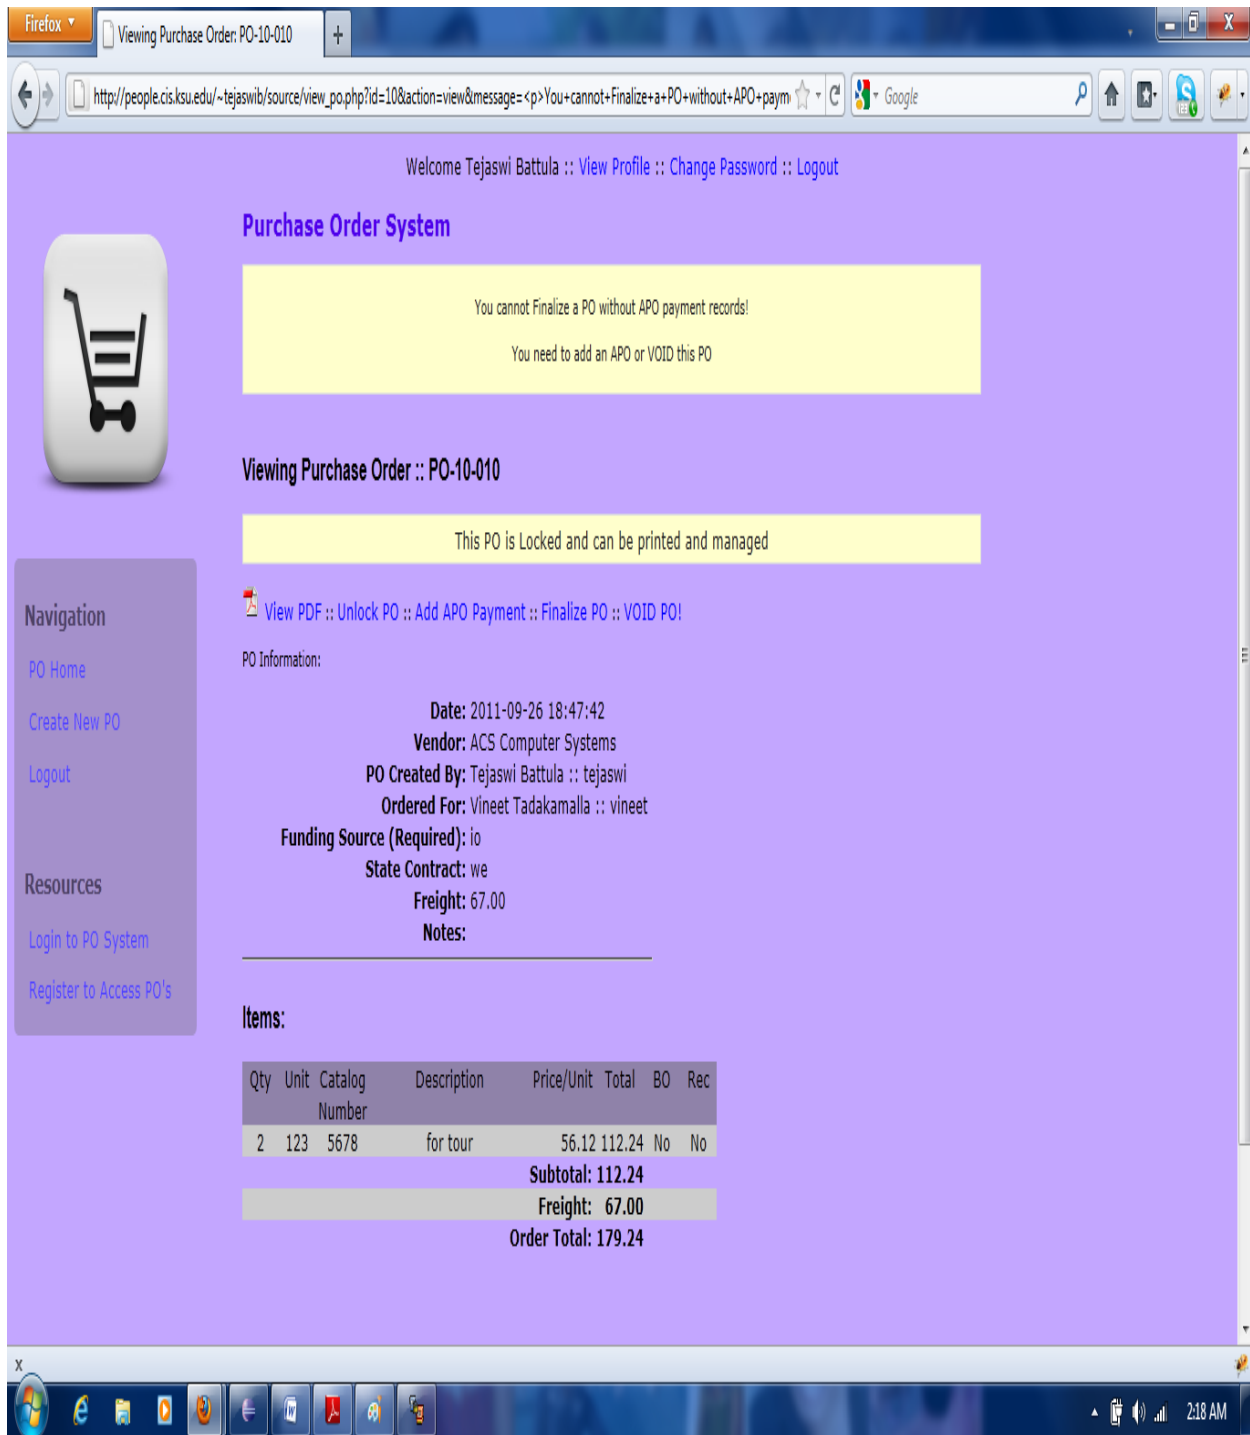 Firefox
Viewing Purchase Order: PO-10-010
http://people.cis.ksu.edu/~tejaswib/source/view_po.php?id=10&action=view&message=<p>You+cannot+Finalize+a+PO+without+APO+paym
Google
Welcome Tejaswi Battula :: View Profile :: Change Password :: Logout
Purchase Order System
You cannot Finalize a PO without APO payment records!
You need to add an APO or VOID this PO
Viewing Purchase Order :: PO-10-010
This PO is Locked and can be printed and managed
View PDF :: Unlock PO :: Add APO Payment :: Finalize PO :: VOID PO!
PO Information:
Date: 2011-09-26 18:47:42
Vendor: ACS Computer Systems
PO Created By: Tejaswi Battula :: tejaswi
Ordered For: Vineet Tadakamalla :: vineet
Funding Source (Required): io
State Contract: we
Freight: 67.00
Notes:
Navigation
PO Home
Create New PO
Logout
Resources
Login to PO System
Register to Access PO's
Items:
Qty Unit Catalog Number Description Price/Unit Total BO Rec
2 123 5678 for tour 56.12 112.24 No No
Subtotal: 112.24
Freight: 67.00
Order Total: 179.24
x
2:18 AM